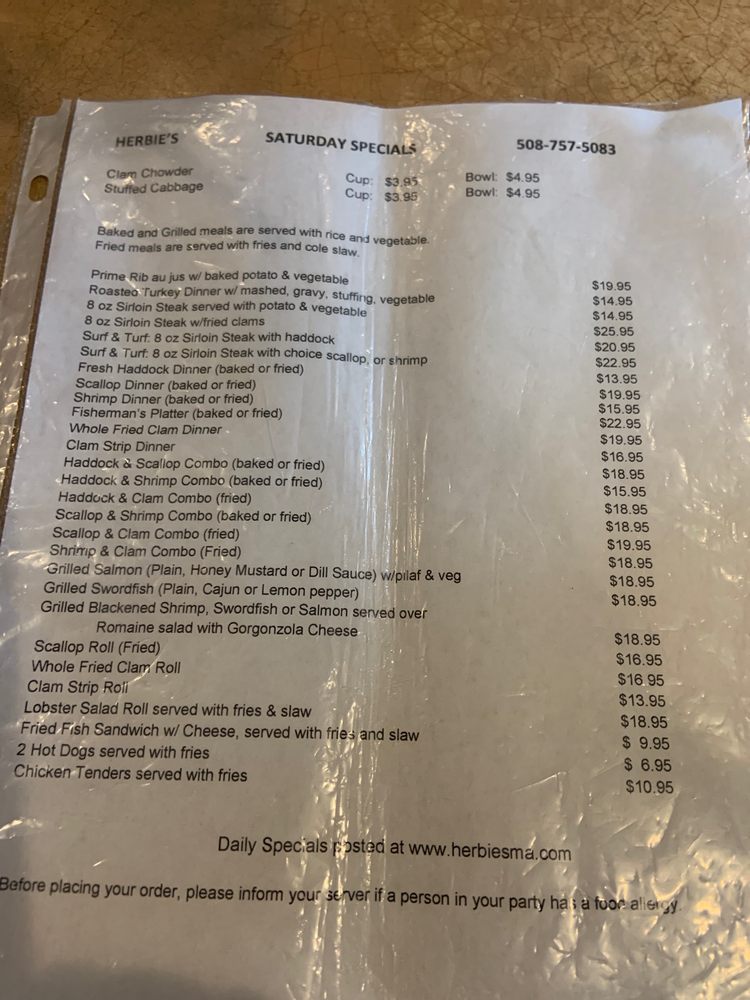 HERBIE'S SATURDAY SPECIALS 508-757-5083
Clam Chowder Cup: $3.95 Bowl: $4.95
Stuffed Cabbage Cup: $3.95 Bowl: $4.95
Baked and Grilled meals are served with rice and vegetable.
Fried meals are served with fries and cole slaw.
Prime Rib au jus w/ baked potato & vegetable $19.95
Roasted Turkey Dinner w/ mashed, gravy, stuffing, vegetable $14.95
8 oz Sirloin Steak served with potato & vegetable $14.95
8 oz Sirloin Steak w/fried clams $25.95
Surf & Turf: 8 oz Sirloin Steak with haddock $20.95
Surf & Turf: 8 oz Sirloin Steak with choice scallop, or shrimp $22.95
Fresh Haddock Dinner (baked or fried) $13.95
Scallop Dinner (baked or fried) $19.95
Shrimp Dinner (baked or fried) $15.95
Fisherman's Platter (baked or fried) $22.95
Whole Fried Clam Dinner $19.95
Clam Strip Dinner $16.95
Haddock & Scallop Combo (baked or fried) $18.95
Haddock & Shrimp Combo (baked or fried) $15.95
Haddock & Clam Combo (fried) $18.95
Scallop & Shrimp Combo (baked or fried) $18.95
Scallop & Clam Combo (fried) $19.95
Shrimp & Clam Combo (Fried) $18.95
Grilled Salmon (Plain, Honey Mustard or Dill Sauce) w/pilaf & veg $18.95
Grilled Swordfish (Plain, Cajun or Lemon pepper) $18.95
Grilled Blackened Shrimp, Swordfish or Salmon served over
Romaine salad with Gorgonzola Cheese $18.95
Scallop Roll (Fried) $16.95
Whole Fried Clam Roll $16 95
Clam Strip Roll $13.95
Lobster Salad Roll served with fries & slaw $18.95
Fried Fish Sandwich w/ Cheese, served with fries and slaw $ 9.95
2 Hot Dogs served with fries $ 6.95
Chicken Tenders served with fries $10.95
Daily Specials posted at www.herbiesma.com
Before placing your order, please inform your server if a person in your party has a food allergy.